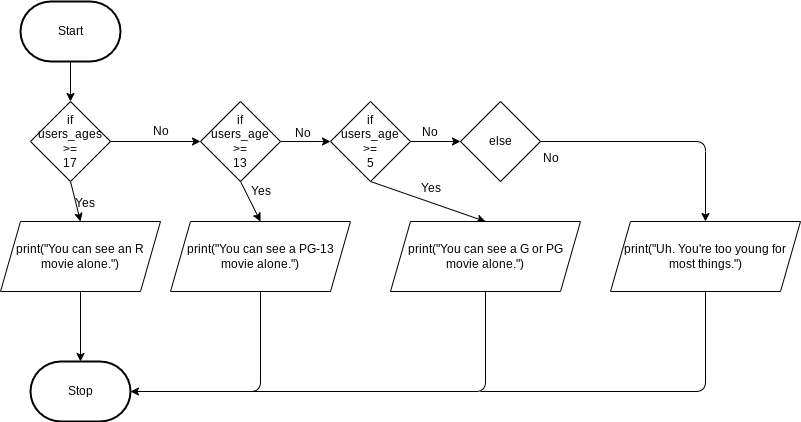 Start
if
users_ages
>=
17
No
if
users_age
>=
13
No
if
users_age
>=
5
No
else
No
Yes
Yes
Yes
print("You can see an R
movie alone.")
print("You can see a PG-13
movie alone.")
print("You can see a G or PG
movie alone.")
print("Uh. You're too young for
most things.")
Stop